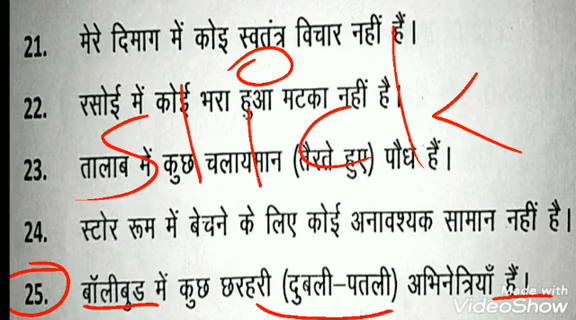 21. मेरे दिमाग में कोइ स्वतंत्र विचार नहीं हैं।
22. रसोई में कोई भरा हुआ मटका नहीं है।
23. तालाब में कुछ चलायमान (तैरते हुए) पौधे हैं।
24. स्टोर रूम में बेचने के लिए कोई अनावश्यक सामान नहीं है।
25. बॉलीबुड में कुछ छरहरी (दुबली-पतली) अभिनेत्रियाँ हैं।
Slick
Made with
VideoShow